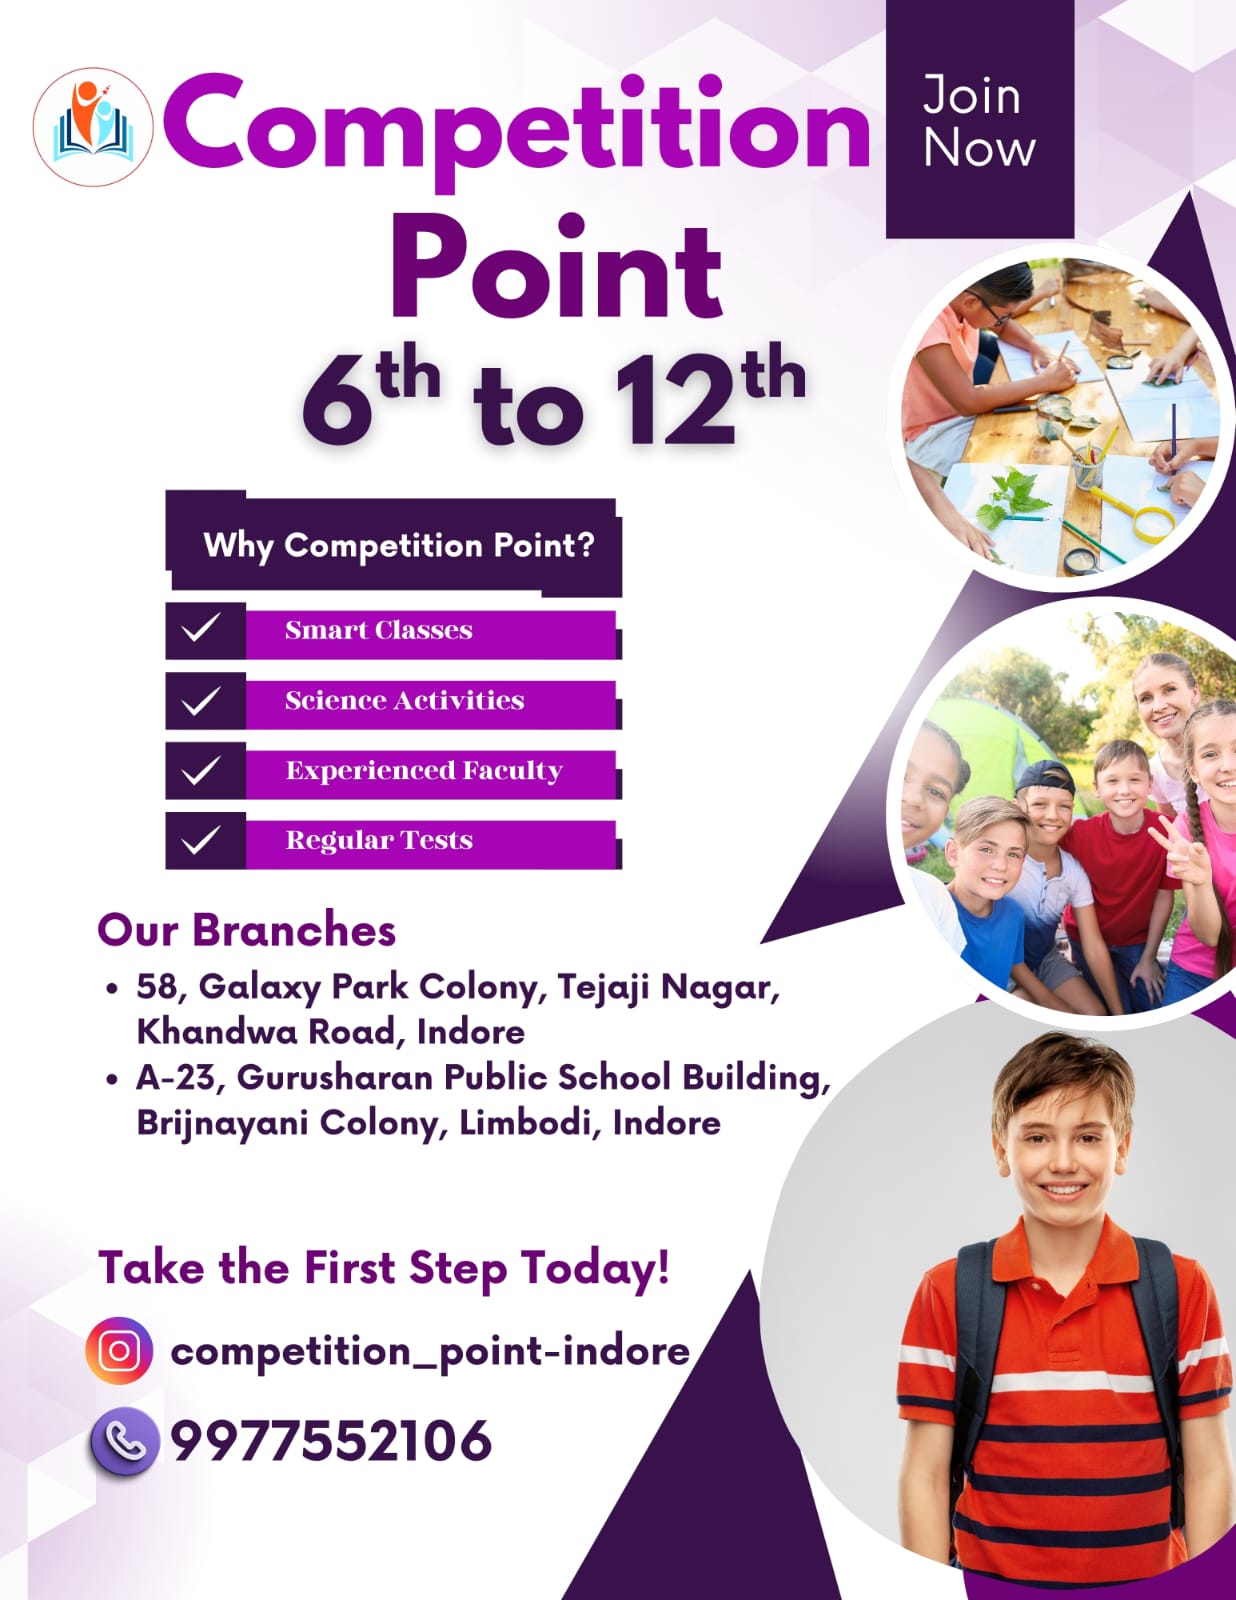 Competition
Join
Now
Point
6th to 12th
Why Competition Point?
Smart Classes
Science Activities
Experienced Faculty
Regular Tests
Our Branches
• 58, Galaxy Park Colony, Tejaji Nagar,
Khandwa Road, Indore
• A-23, Gurusharan Public School Building,
Brijnayani Colony, Limbodi, Indore
Take the First Step Today!
competition_point-indore
9977552106